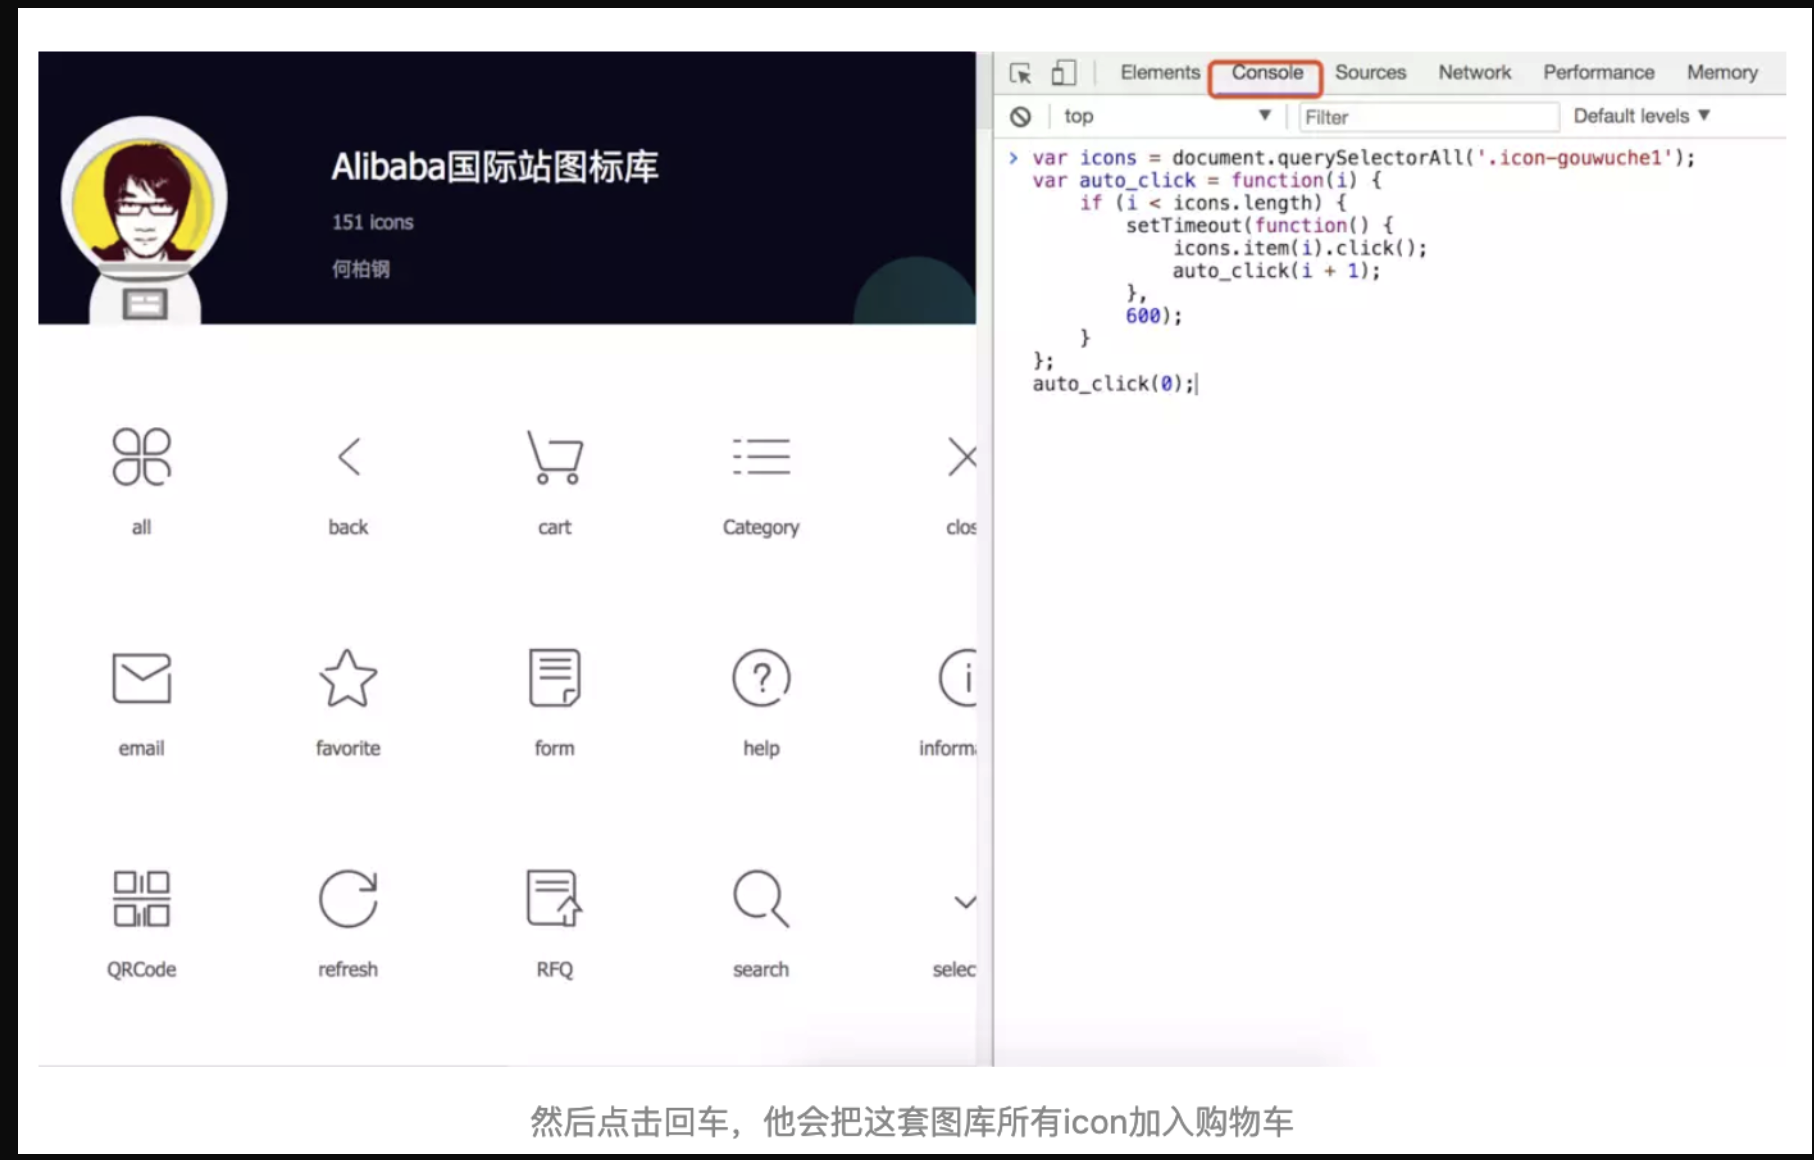 Alibaba国际站图标库
151 icons
何柏钢
all
back
cart
Category
clos
email
favorite
form
help
inform
QRCode
refresh
RFQ
search
selec
Elements Console Sources Network Performance Memory
top Filter Default levels
var icons = document.querySelectorAll('.icon-gouwuche1');
var auto_click = function(i) {
    if (i < icons.length) {
        setTimeout(function() {
            icons.item(i).click();
            auto_click(i + 1);
        },
        600);
    }
};
auto_click(0);
然后点击回车，他会把这套图库所有icon加入购物车